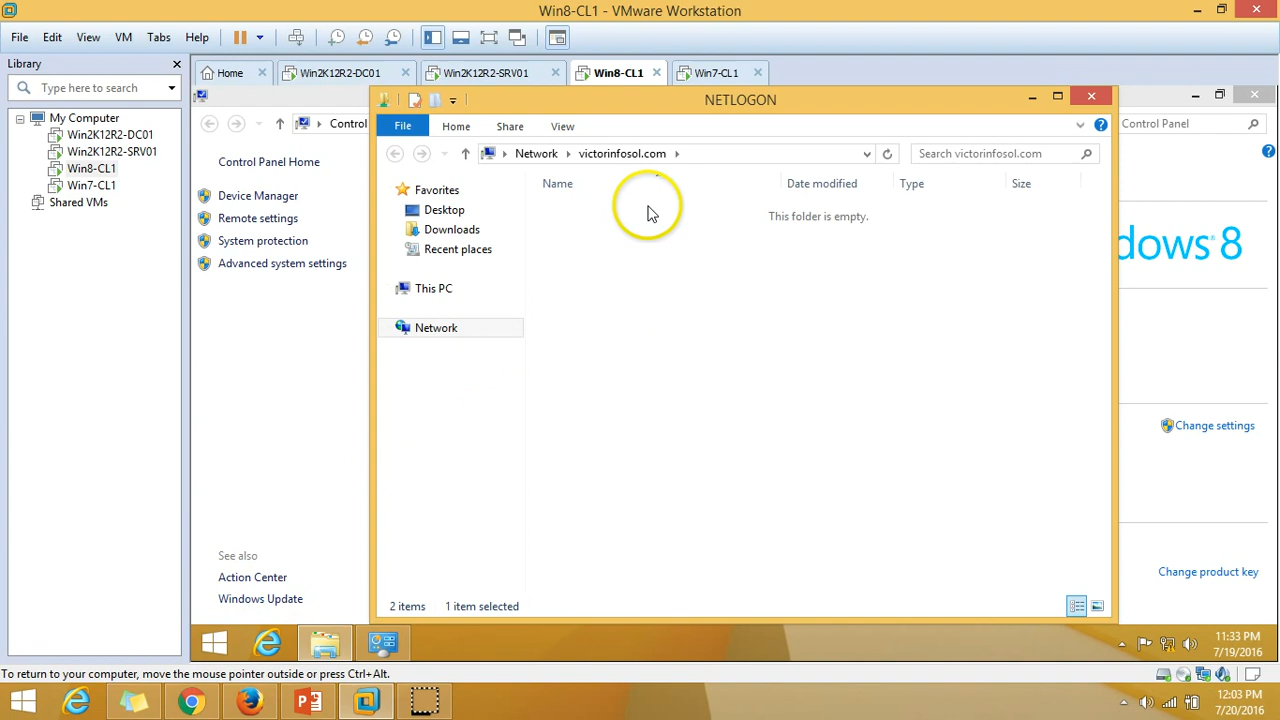 Win8-CL1 - VMware Workstation
File Edit View VM Tabs Help
Library
Type here to search
My Computer
Win2K12R2-DC01
Win2K12R2-SRV01
Win8-CL1
Win7-CL1
Shared VMs
Home Win2K12R2-DC01 Win2K12R2-SRV01 Win8-CL1 Win7-CL1
Control
Control Panel
Control Panel Home
Device Manager
Remote settings
System protection
Advanced system settings
See also
Action Center
Windows Update
NETLOGON
File Home Share View
Network victorinfosol.com
Search victorinfosol.com
Favorites
Desktop
Downloads
Recent places
This PC
Network
Name Date modified Type Size
This folder is empty.
2 items 1 item selected
dows 8
Change settings
Change product key
11:33 PM
7/19/2016
To return to your computer, move the mouse pointer outside or press Ctrl+Alt.
12:03 PM
7/20/2016